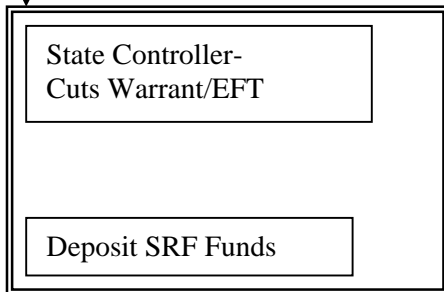 State Controller-
Cuts Warrant/EFT
Deposit SRF Funds